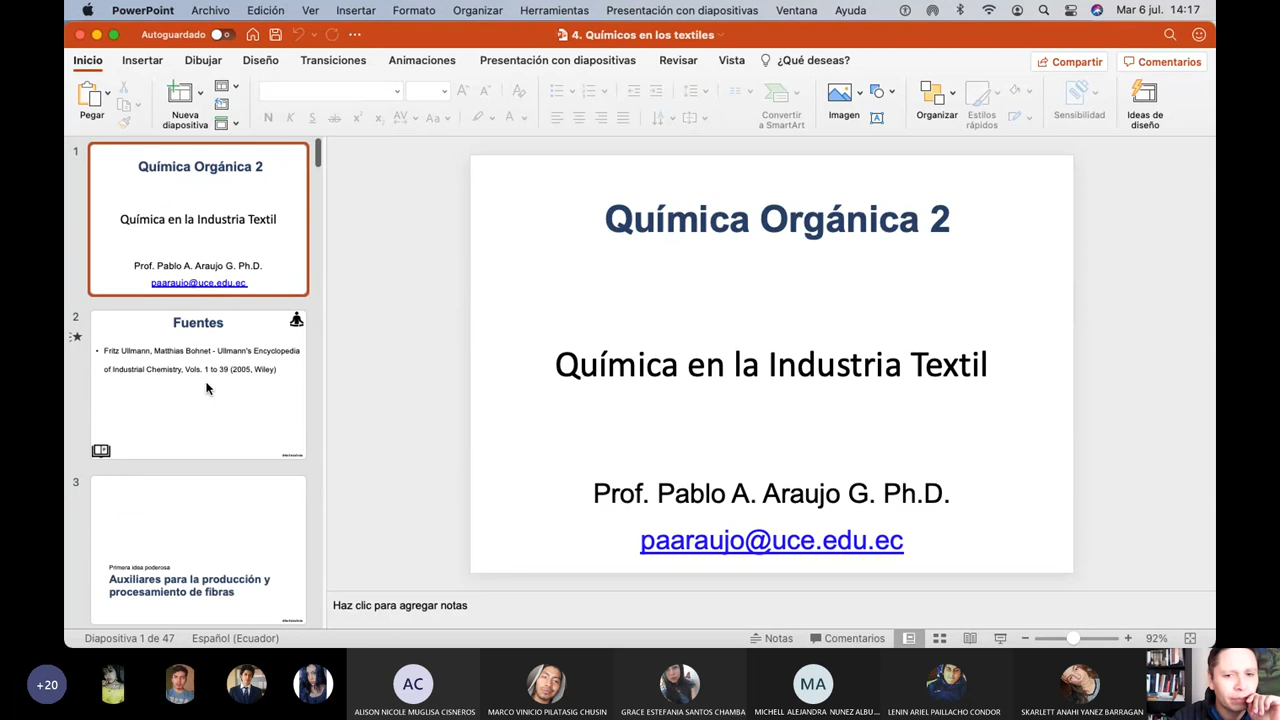 PowerPoint Archivo Edición Ver Insertar Formato Organizar Herramientas Presentación con diapositivas Ventana Ayuda Mar 6 jul. 14:17
Autoguardado 4. Químicos en los textiles
Inicio Insertar Dibujar Diseño Transiciones Animaciones Presentación con diapositivas Revisar Vista ¿Qué deseas? Compartir Comentarios
Pegar
Nueva
diapositiva
N
Convertir
a SmartArt
Imagen
Organizar
Estilos
rápidos
Sensibilidad
Ideas de
diseño
1
Química Orgánica 2
Química en la Industria Textil
Prof. Pablo A. Araujo G. Ph.D.
paaraujo@uce.edu.ec
2
Fuentes
• Fritz Ullmann, Matthias Bohnet - Ullmann's Encyclopedia
of Industrial Chemistry, Vols. 1 to 39 (2005, Wiley)
3
Primera idea poderosa
Auxiliares para la producción y
procesamiento de fibras
Química Orgánica 2
Química en la Industria Textil
Prof. Pablo A. Araujo G. Ph.D.
paaraujo@uce.edu.ec
Haz clic para agregar notas
Diapositiva 1 de 47 Español (Ecuador) Notas Comentarios 92%
+20
AC
MA
ALISON NICOLE MUGLISA CISNEROS
MARCO VINICIO PILATASIG CHUSIN
GRACE ESTEFANIA SANTOS CHAMBA
MICHELL ALEJANDRA NUNEZ ALBU...
LENIN ARIEL PAILLACHO CONDOR
SKARLETT ANAHI YANEZ BARRAGAN